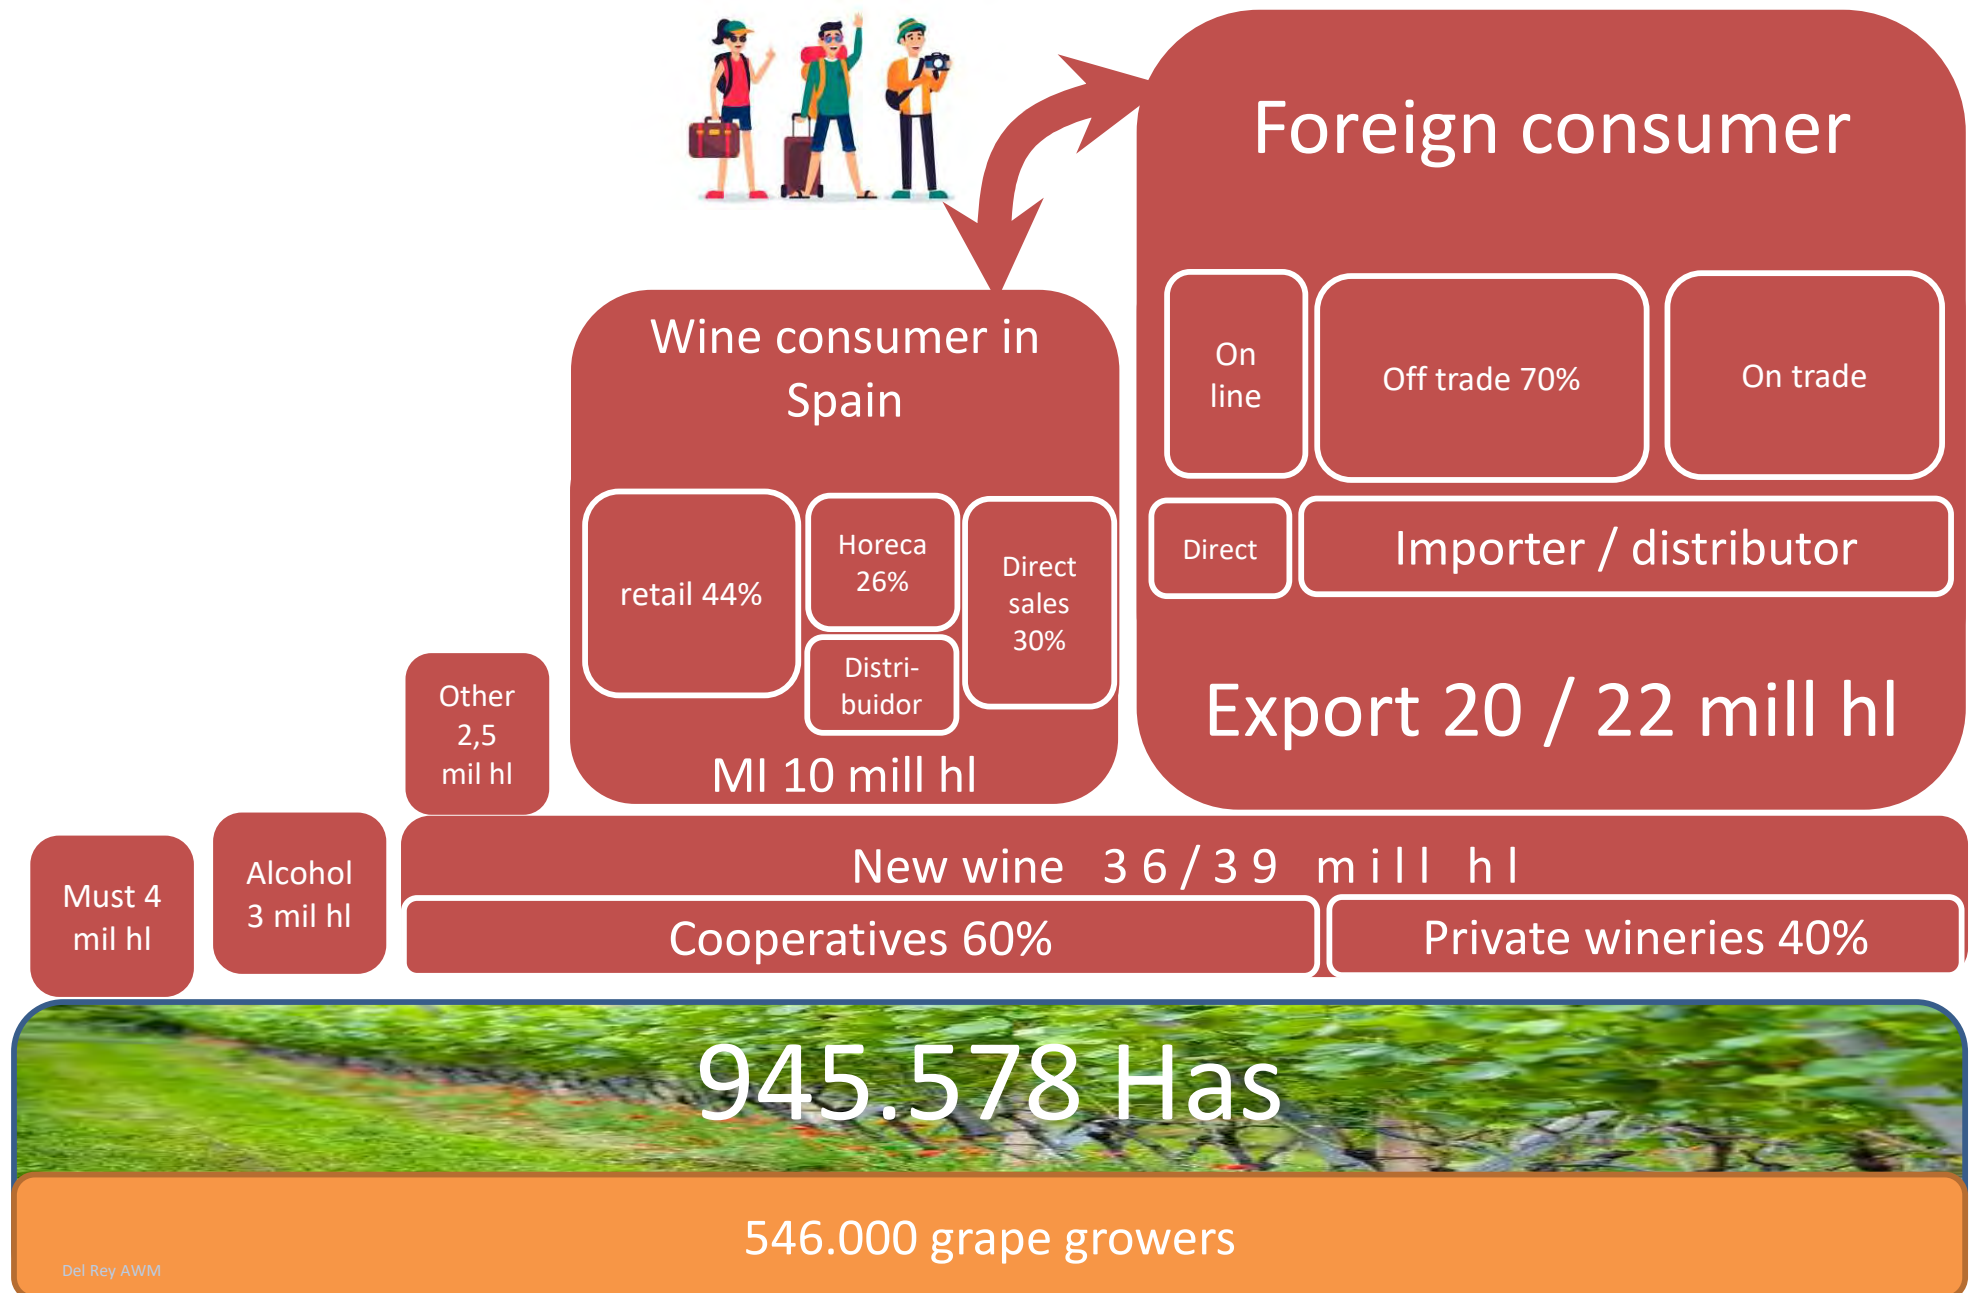 Foreign consumer
On
line
Off trade 70%
On trade
Direct
Importer / distributor
Export 20 / 22 mill hl
Wine consumer in
Spain
retail 44%
Horeca
26%
Distri-
buidor
Direct
sales
30%
MI 10 mill hl
Other
2,5
mil hl
Must 4
mil hl
Alcohol
3 mil hl
New wine 36/39 mill hl
Cooperatives 60%
Private wineries 40%
945.578 Has
546.000 grape growers
Del Rey AWM